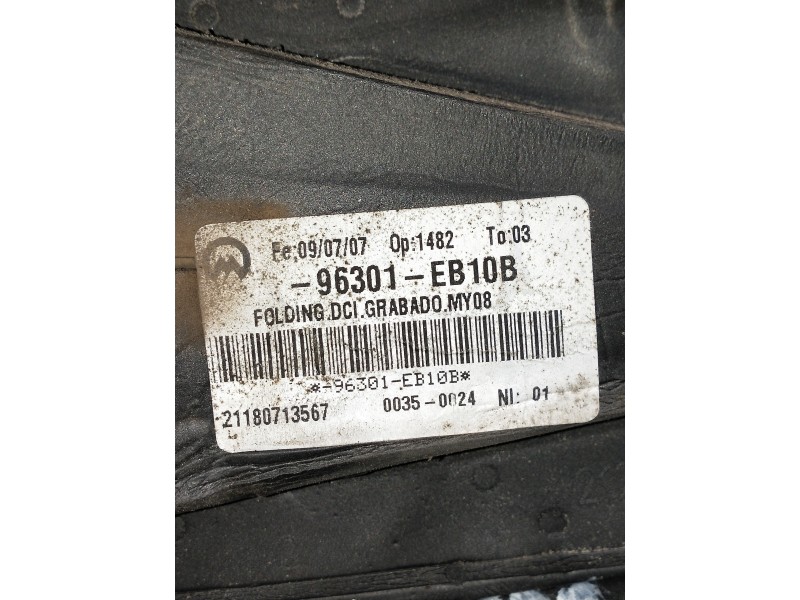 Fe:09/07/07 Op:1482 To:03
-96301-EB10B
FOLDING.DCI.GRABADO.MY08
*-96301-EB10B*
21180713567 0035-0024 NI: 01